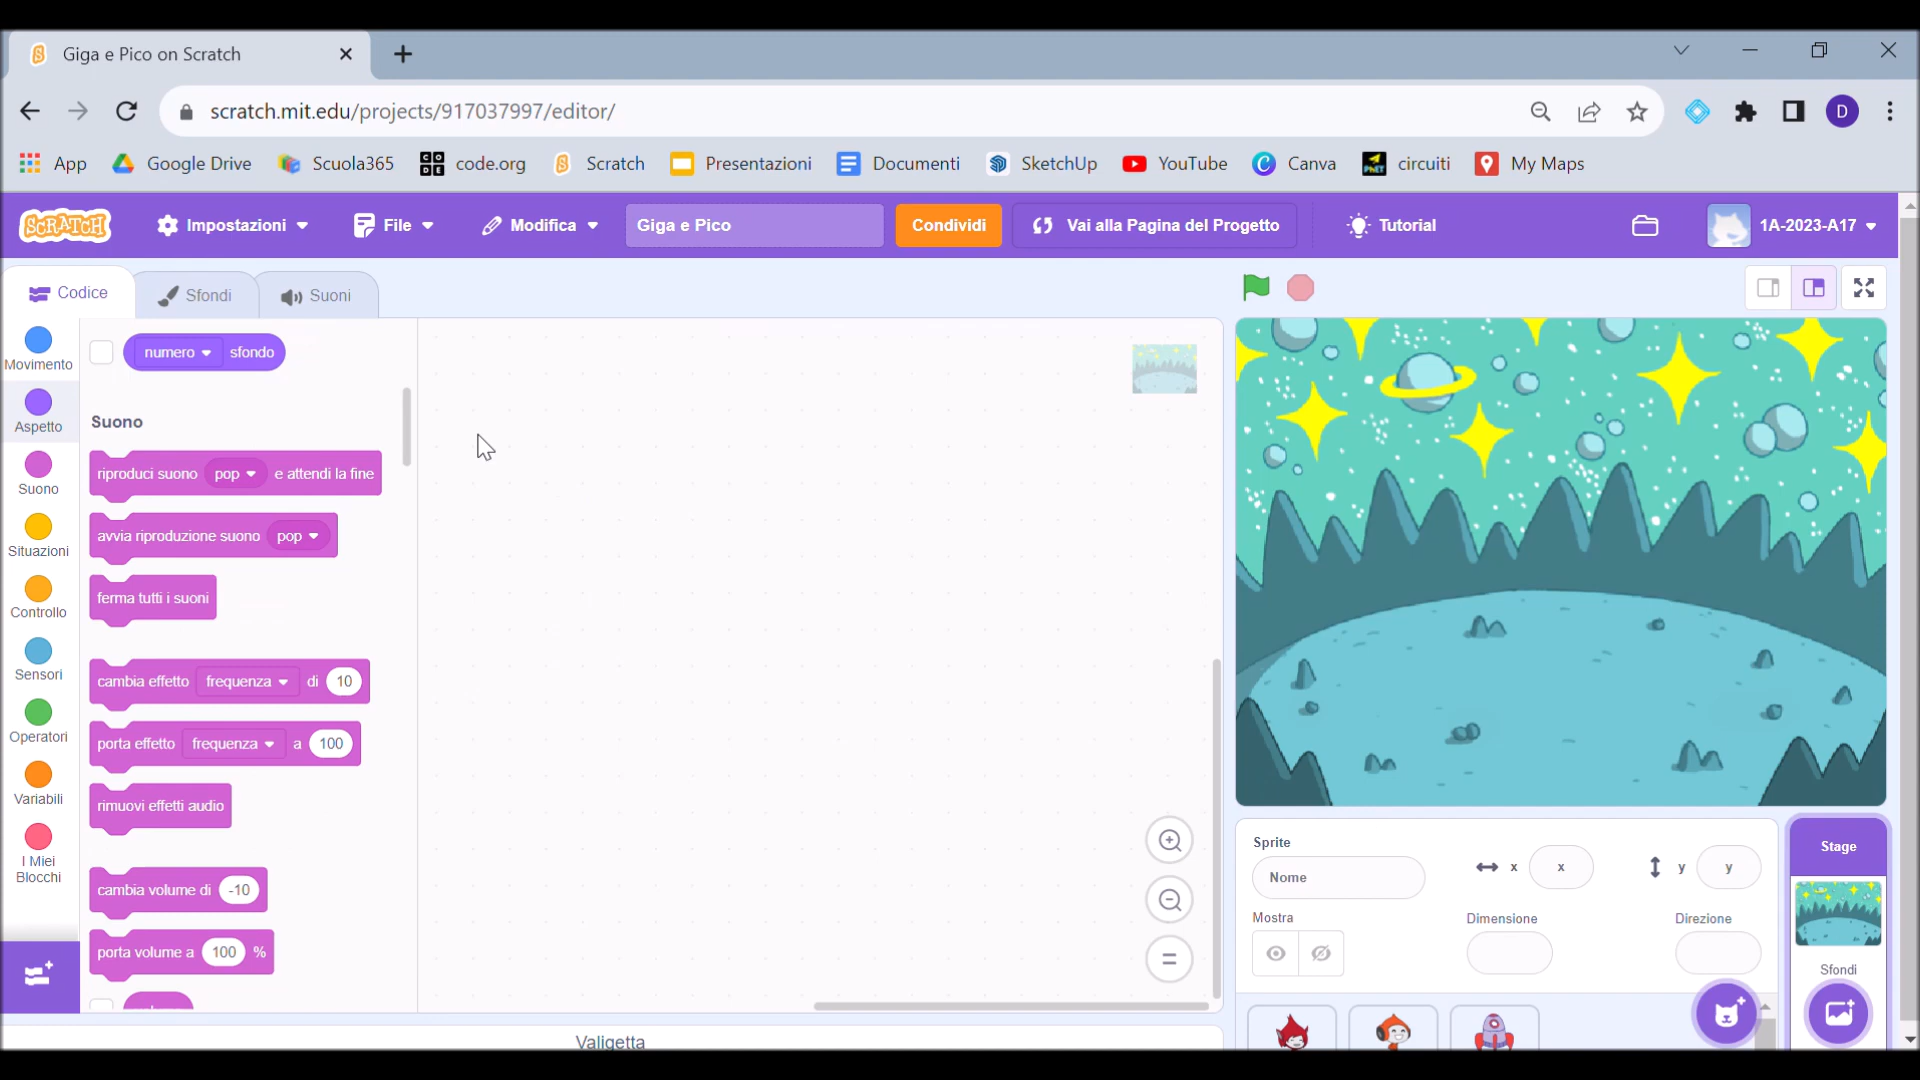 Giga e Pico on Scratch
scratch.mit.edu/projects/917037997/editor/
D
App Google Drive Scuola365 code.org Scratch Presentazioni Documenti SketchUp YouTube Canva circuiti My Maps
SCRATCH Impostazioni File Modifica Giga e Pico Condividi Vai alla Pagina del Progetto Tutorial 1A-2023-A17
Codice Sfondi Suoni
Movimento
Aspetto
Suono
Situazioni
Controllo
Sensori
Operatori
Variabili
I Miei
Blocchi
numero sfondo
Suono
riproduci suono pop e attendi la fine
avvia riproduzione suono pop
ferma tutti i suoni
cambia effetto frequenza di 10
porta effetto frequenza a 100
rimuovi effetti audio
cambia volume di -10
porta volume a 100 %
Valigetta
Sprite
Nome
x x
y y
Mostra
Dimensione
Direzione
Stage
Sfondi